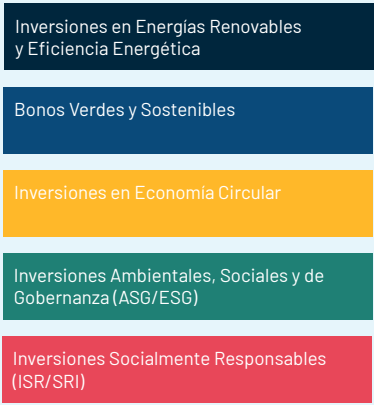 Inversiones en Energías Renovables
y Eficiencia Energética
Bonos Verdes y Sostenibles
Inversiones en Economía Circular
Inversiones Ambientales, Sociales y de
Gobernanza (ASG/ESG)
Inversiones Socialmente Responsables
(ISR/SRI)